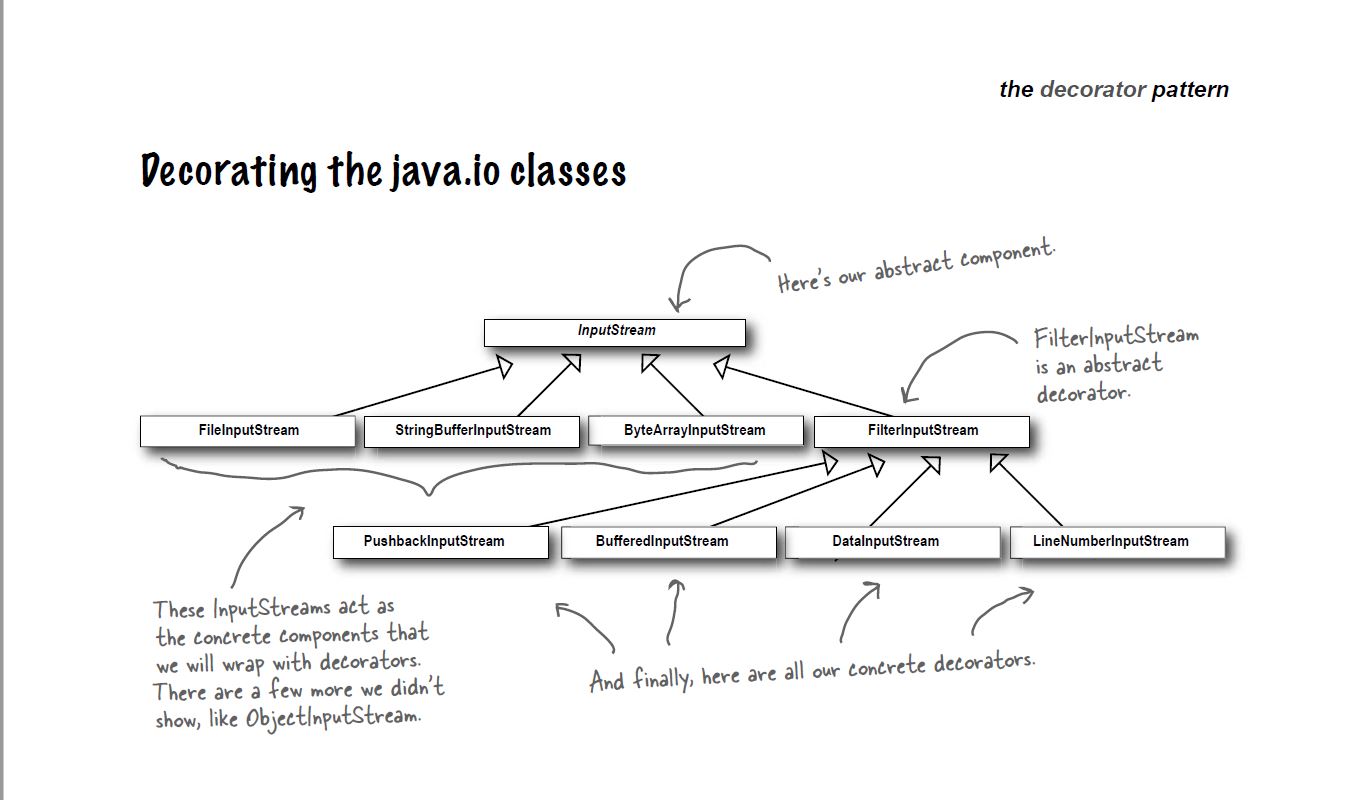 the decorator pattern
Decorating the java.io classes
Here's our abstract component.
InputStream
FilterInputStream
is an abstract
decorator.
FileInputStream
StringBufferInputStream
ByteArrayInputStream
FilterInputStream
PushbackInputStream
BufferedInputStream
DataInputStream
LineNumberInputStream
These InputStreams act as
the concrete components that
we will wrap with decorators.
There are a few more we didn't
show, like ObjectInputStream.
And finally, here are all our concrete decorators.